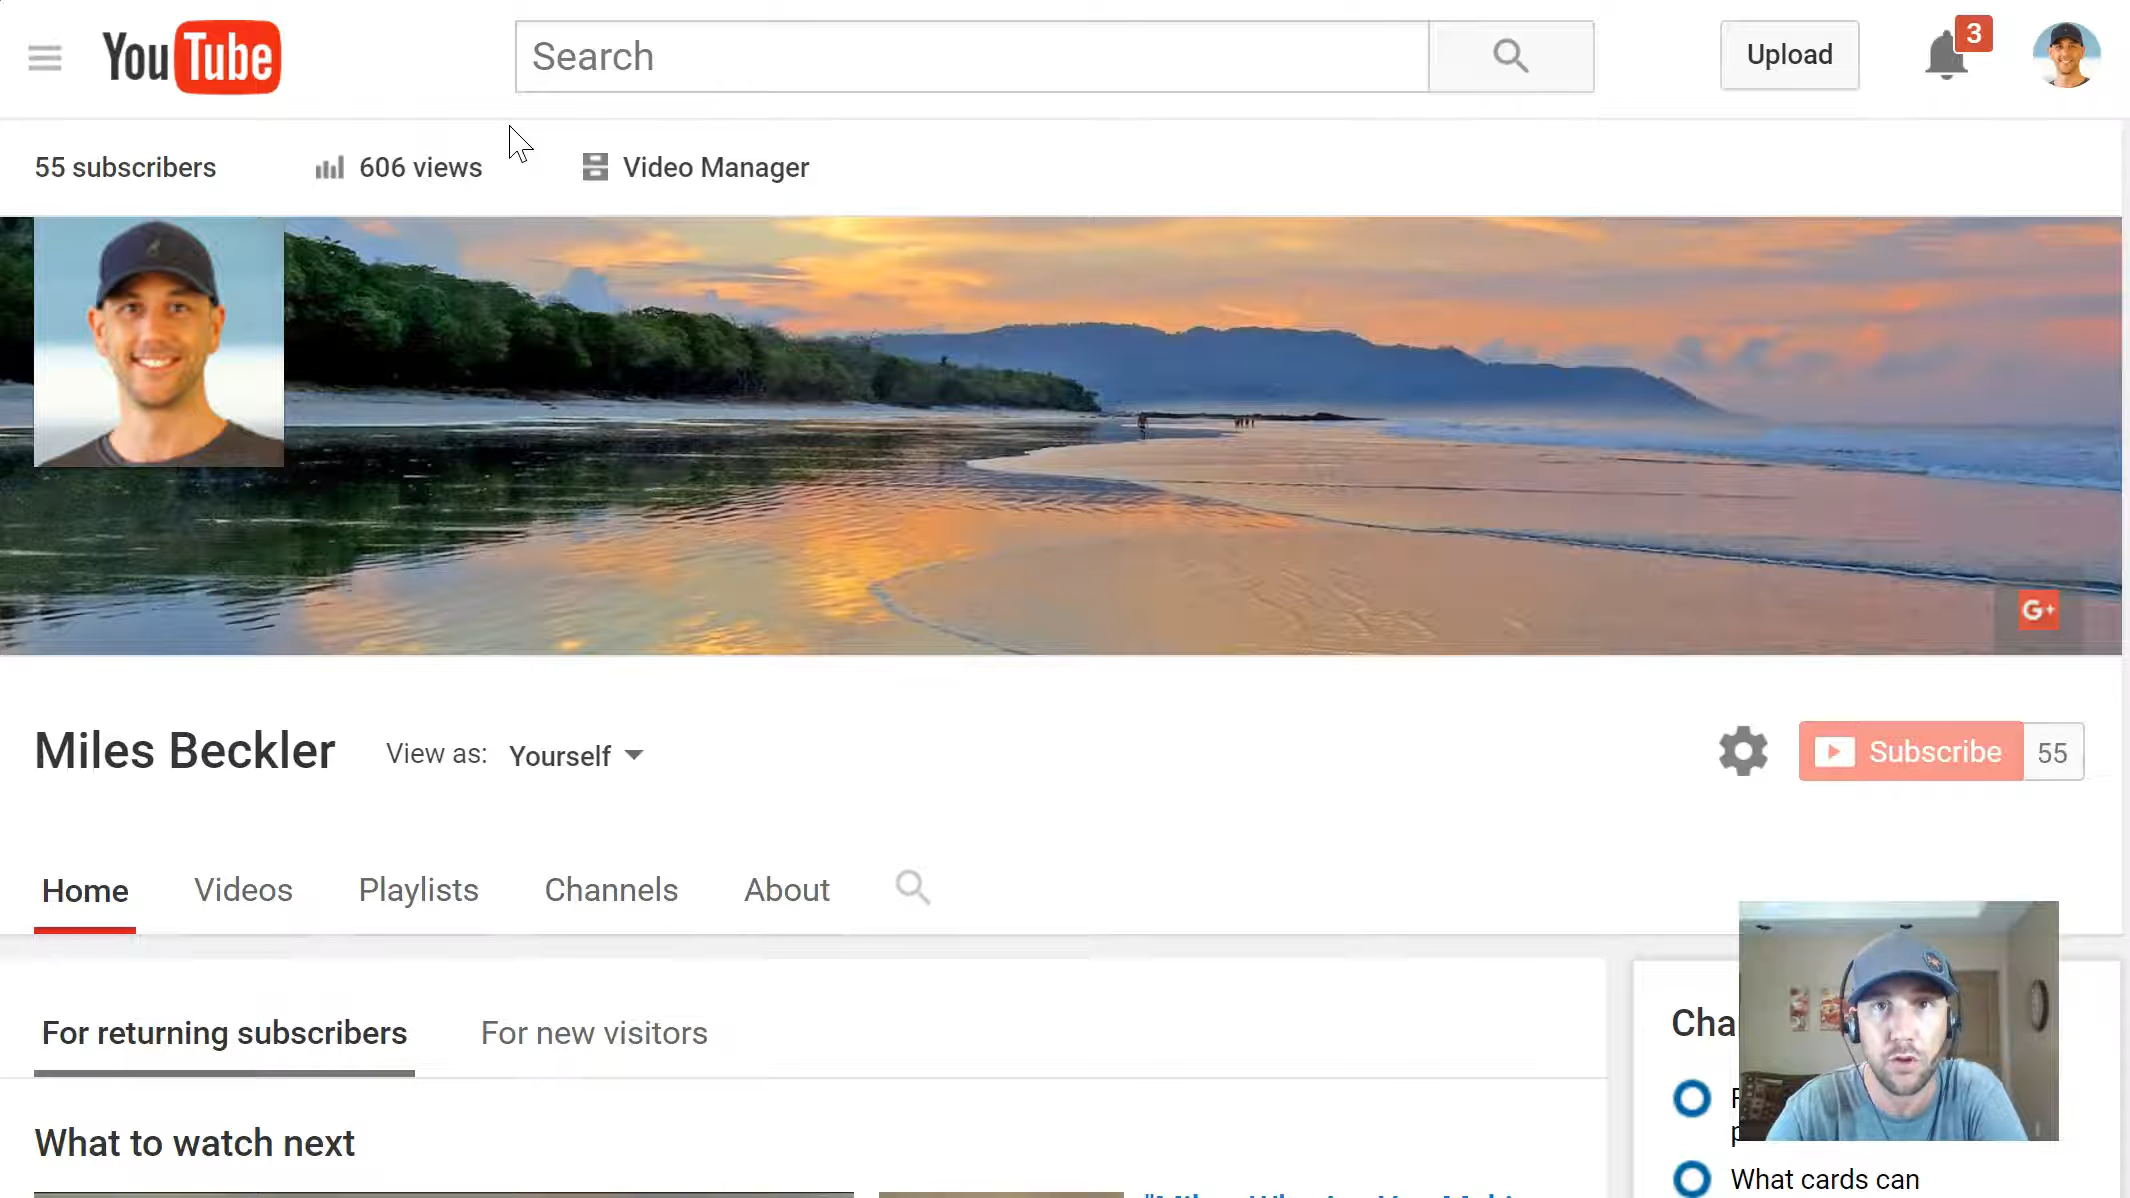 YouTube
Search
Upload
3
55 subscribers
606 views
Video Manager
G+
Miles Beckler
View as: Yourself
Subscribe 55
Home
Videos
Playlists
Channels
About
For returning subscribers
For new visitors
Cha
What to watch next
What cards can